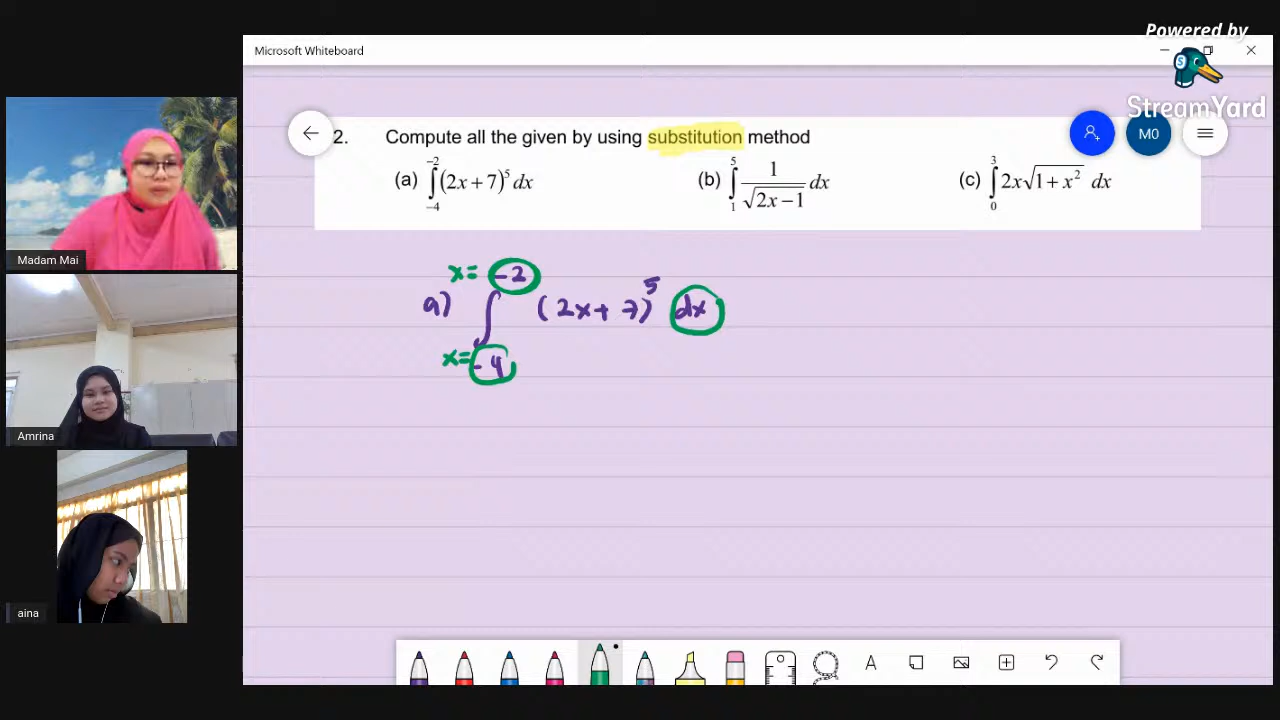 Powered by
StreamYard
Microsoft Whiteboard
M0
2. Compute all the given by using substitution method
(a) ∫_{-4}^{-2} (2x+7)^5 dx (b) ∫_1^5 1/√(2x−1) dx (c) ∫_0^3 2x√(1+x^2) dx
x= -2
a) ∫ (2x+7)^5 dx
x= -4
Madam Mai
Amrina
aina
A